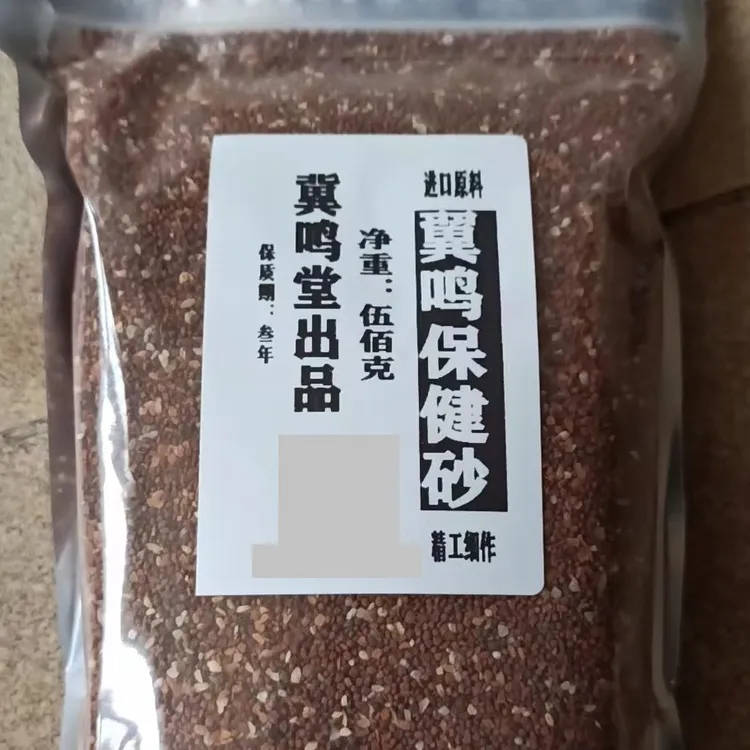 进口原料
翼鸣保健砂
精工细作
净重：伍佰克
冀鸣堂出品
保质期：叁年